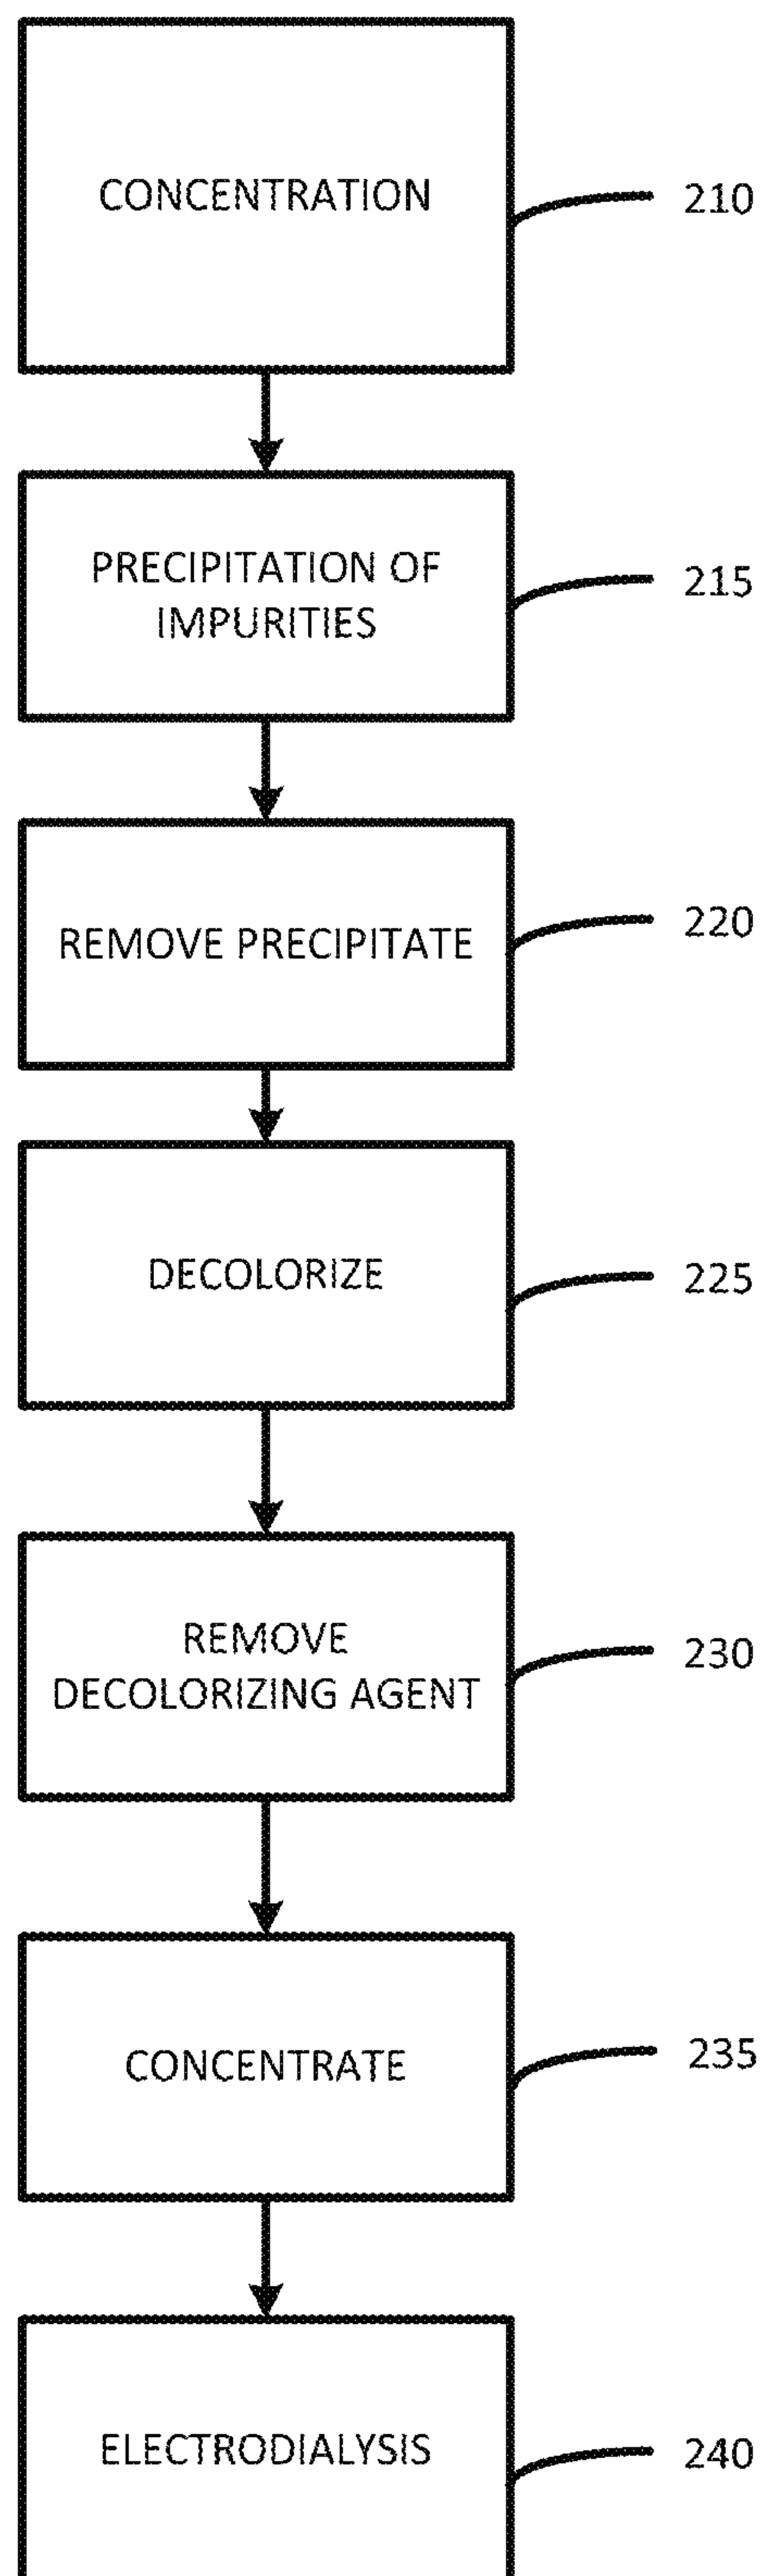 CONCENTRATION
210
PRECIPITATION OF
IMPURITIES
215
REMOVE PRECIPITATE
220
DECOLORIZE
225
REMOVE
DECOLORIZING AGENT
230
CONCENTRATE
235
ELECTRODIALYSIS
240